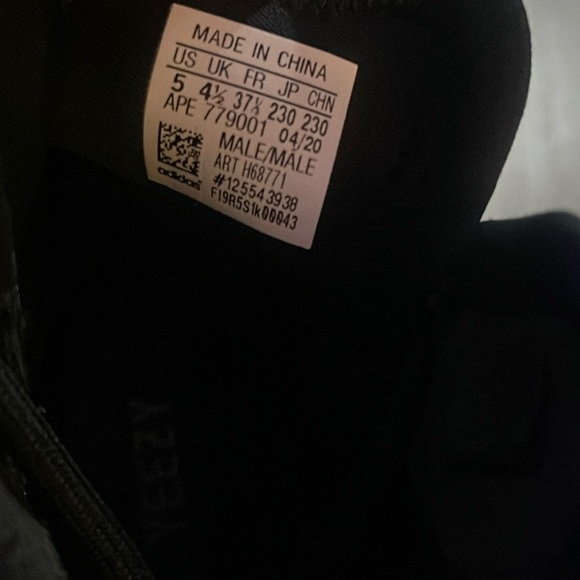 MADE IN CHINA
US UK FR JP CHN
5 4½ 37⅓ 230 230
APE 779001 04/20
MALE/MALE
ART H68771
#125543938
F19R5S1k00043
adidas
YEEZY